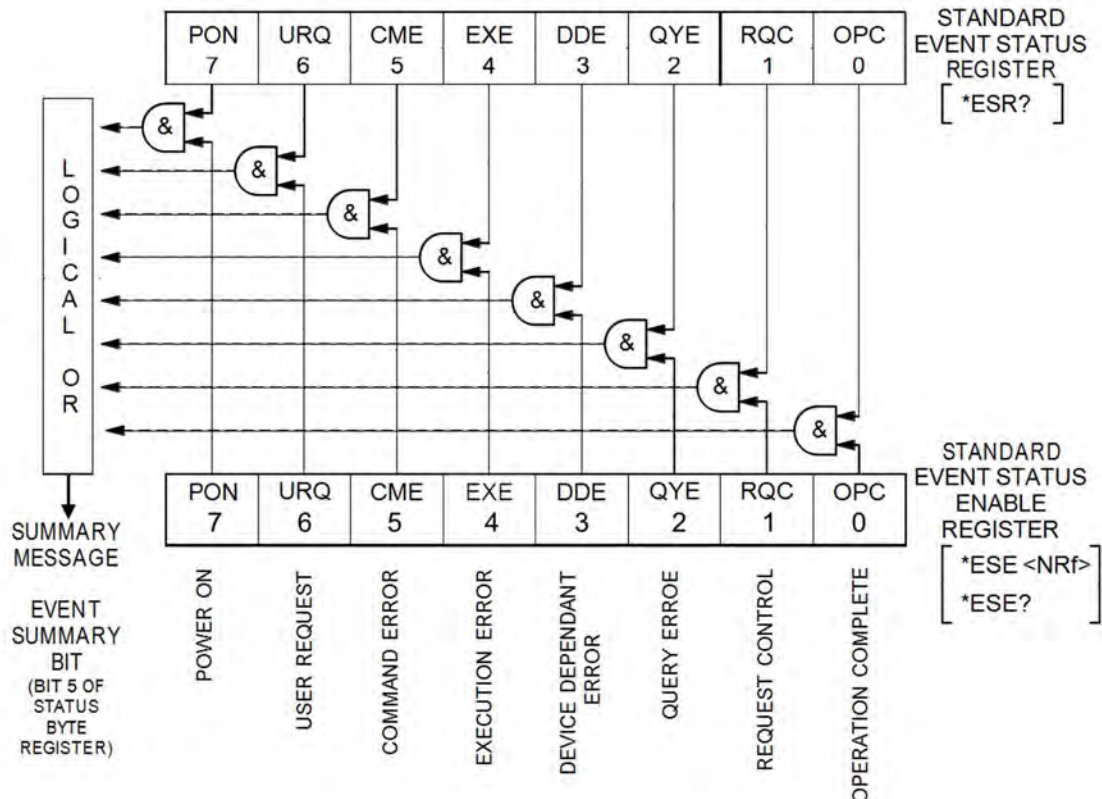 PON URQ CME EXE DDE QYE RQC OPC
7 6 5 4 3 2 1 0
STANDARD
EVENT STATUS
REGISTER
*ESR?
&
&
&
&
&
&
&
&
LOGICAL OR
PON URQ CME EXE DDE QYE RQC OPC
7 6 5 4 3 2 1 0
STANDARD
EVENT STATUS
ENABLE
REGISTER
*ESE <NRf>
*ESE?
SUMMARY
MESSAGE
EVENT
SUMMARY
BIT
(BIT 5 OF
STATUS
BYTE
REGISTER)
POWER ON
USER REQUEST
COMMAND ERROR
EXECUTION ERROR
DEVICE DEPENDANT
ERROR
QUERY ERROE
REQUEST CONTROL
OPERATION COMPLETE